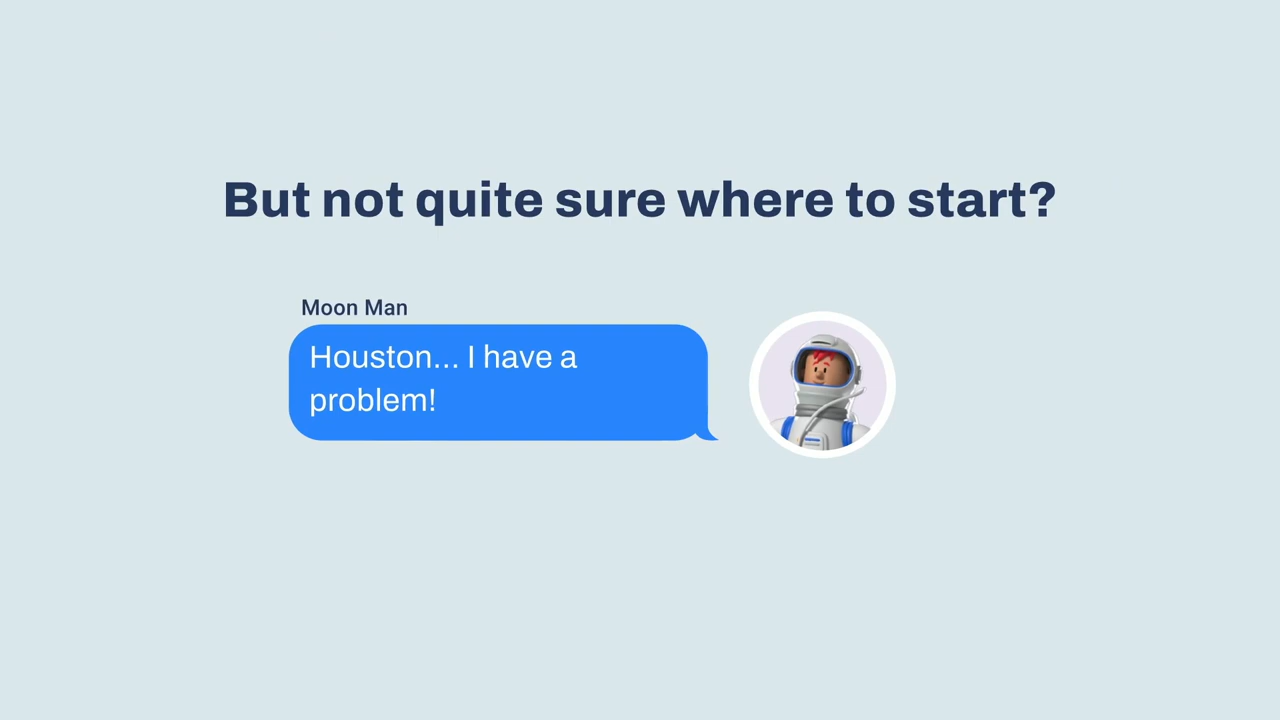 But not quite sure where to start?
Moon Man
Houston... I have a
problem!